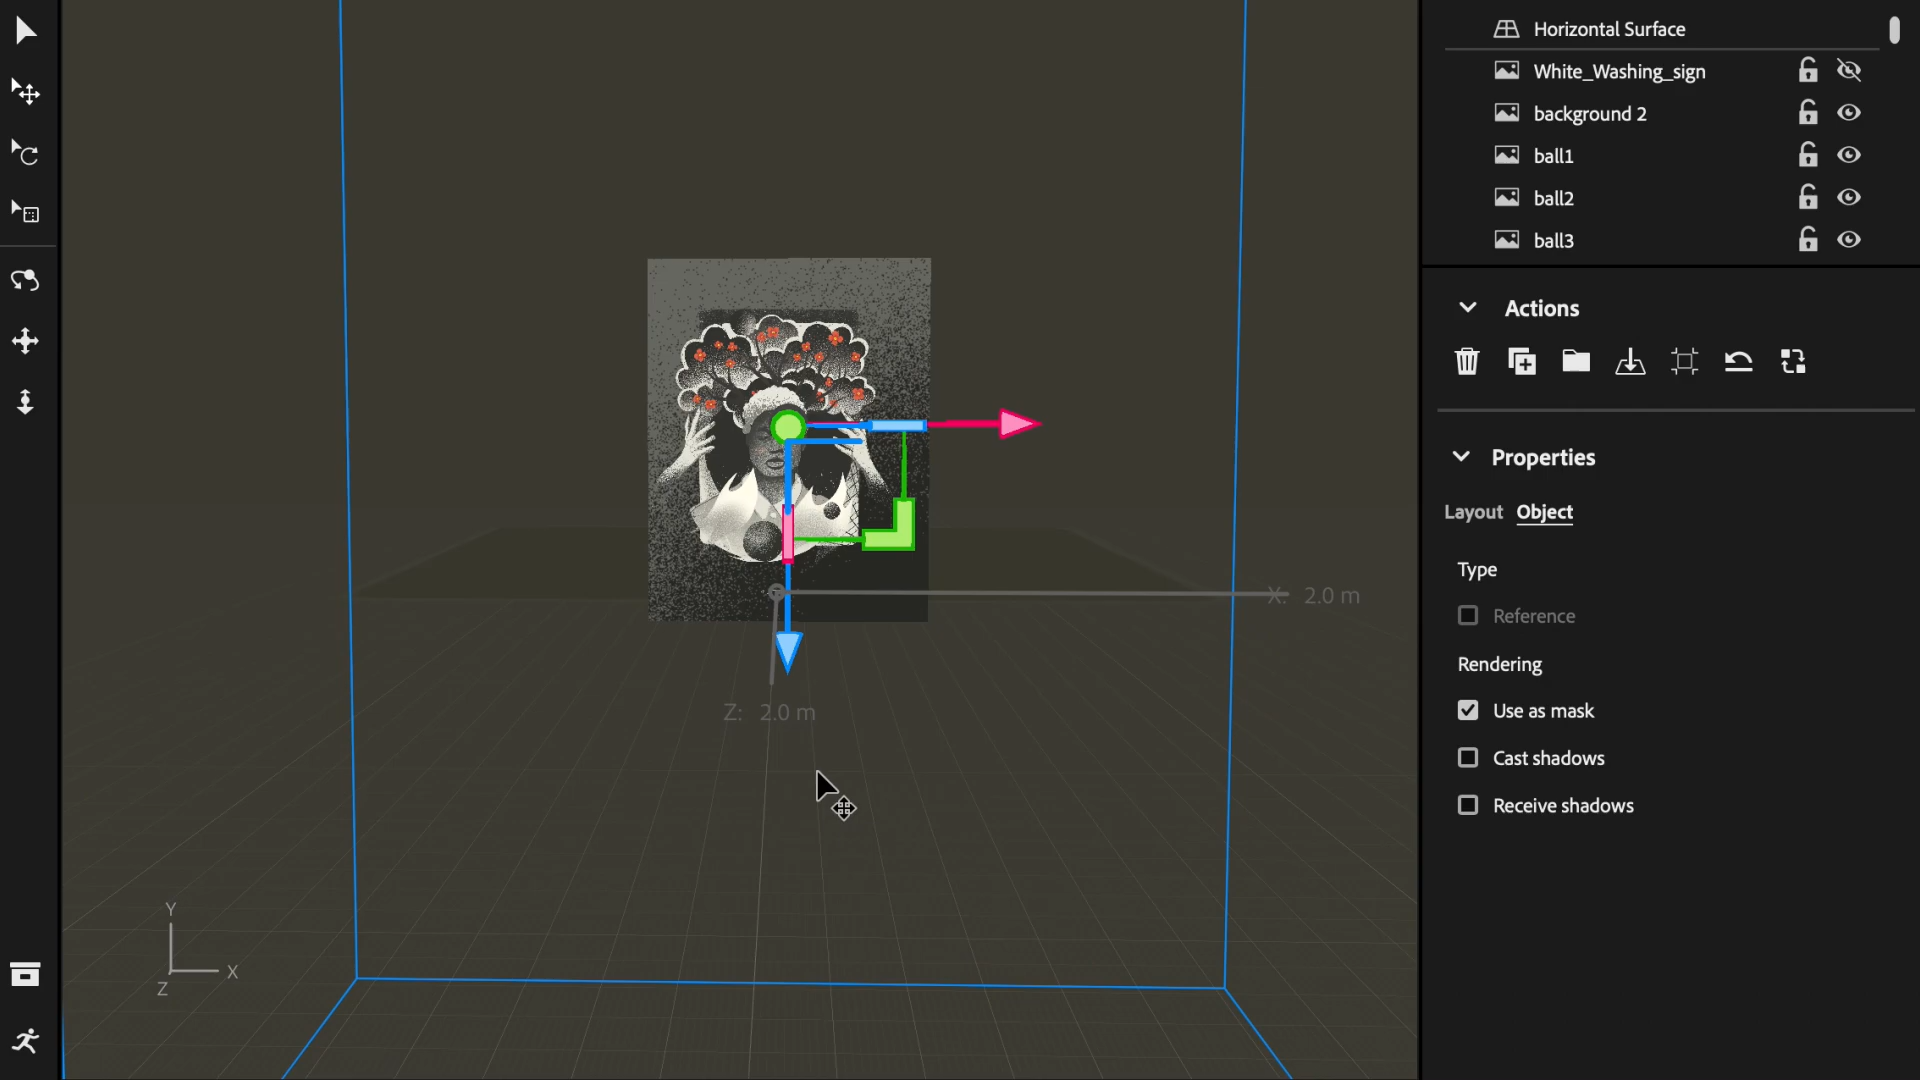 Horizontal Surface
White_Washing_sign
background 2
ball1
ball2
ball3
Actions
Properties
Layout Object
Type
Reference
Rendering
Use as mask
Cast shadows
Receive shadows
X: 2.0 m
Z: 2.0 m
Y
X
Z